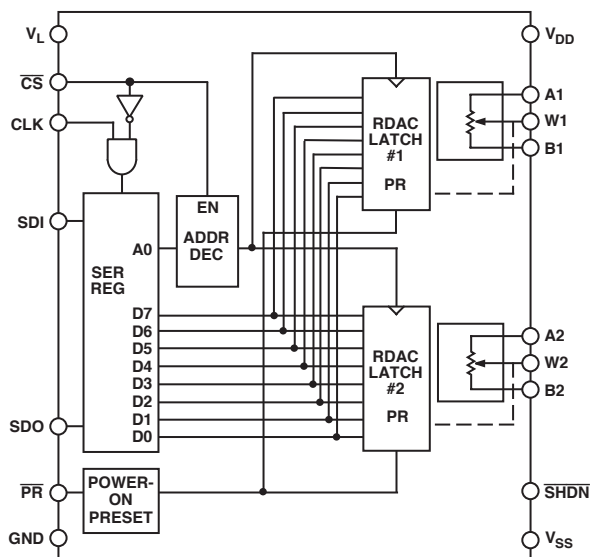 VL
VDD
CS
A1
CLK
RDAC
LATCH
#1
W1
B1
PR
SDI
EN
ADDR
DEC
A0
SER
REG
D7
D6
D5
D4
D3
D2
D1
D0
RDAC
LATCH
#2
PR
A2
W2
B2
SDO
PR
POWER-
ON
PRESET
SHDN
GND
VSS